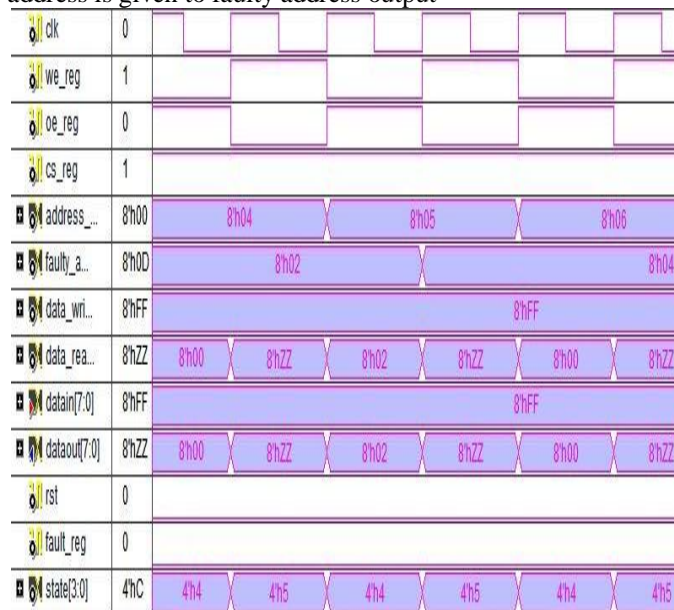 address is given to faulty address output
clk 0
we_reg 1
oe_reg 0
cs_reg 1
address_... 8'h00 8'h04 8'h05 8'h06
faulty_a... 8'h0D 8'h02 8'h04
data_wri... 8'hFF 8'hFF
data_rea... 8'hZZ 8'h00 8'hZZ 8'h02 8'hZZ 8'h00 8'hZZ
datain[7:0] 8'hFF 8'hFF
dataout[7:0] 8'hZZ 8'h00 8'hZZ 8'h02 8'hZZ 8'h00 8'hZZ
rst 0
fault_reg 0
state[3:0] 4'hC 4'h4 4'h5 4'h4 4'h5 4'h4 4'h5